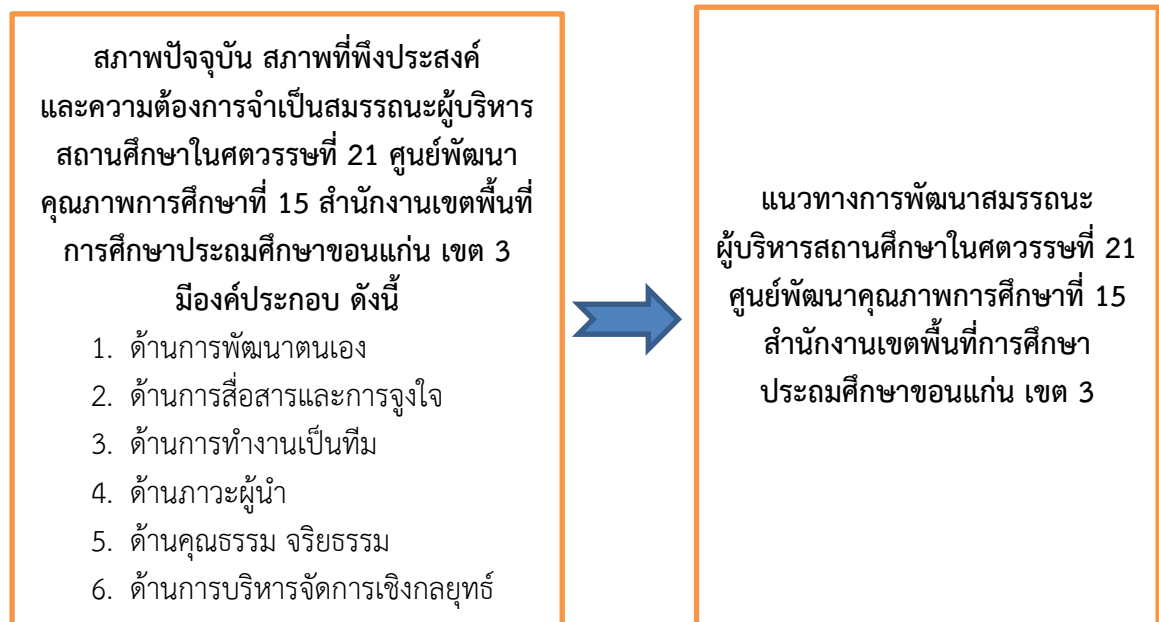 สภาพปัจจุบัน สภาพที่พึงประสงค์
และความต้องการจำเป็นสมรรถนะผู้บริหาร
สถานศึกษาในศตวรรษที่ 21 ศูนย์พัฒนา
คุณภาพการศึกษาที่ 15 สำนักงานเขตพื้นที่
การศึกษาประถมศึกษาขอนแก่น เขต 3
มีองค์ประกอบ ดังนี้
1. ด้านการพัฒนาตนเอง
2. ด้านการสื่อสารและการจูงใจ
3. ด้านการทำงานเป็นทีม
4. ด้านภาวะผู้นำ
5. ด้านคุณธรรม จริยธรรม
6. ด้านการบริหารจัดการเชิงกลยุทธ์
แนวทางการพัฒนาสมรรถนะ
ผู้บริหารสถานศึกษาในศตวรรษที่ 21
ศูนย์พัฒนาคุณภาพการศึกษาที่ 15
สำนักงานเขตพื้นที่การศึกษา
ประถมศึกษาขอนแก่น เขต 3